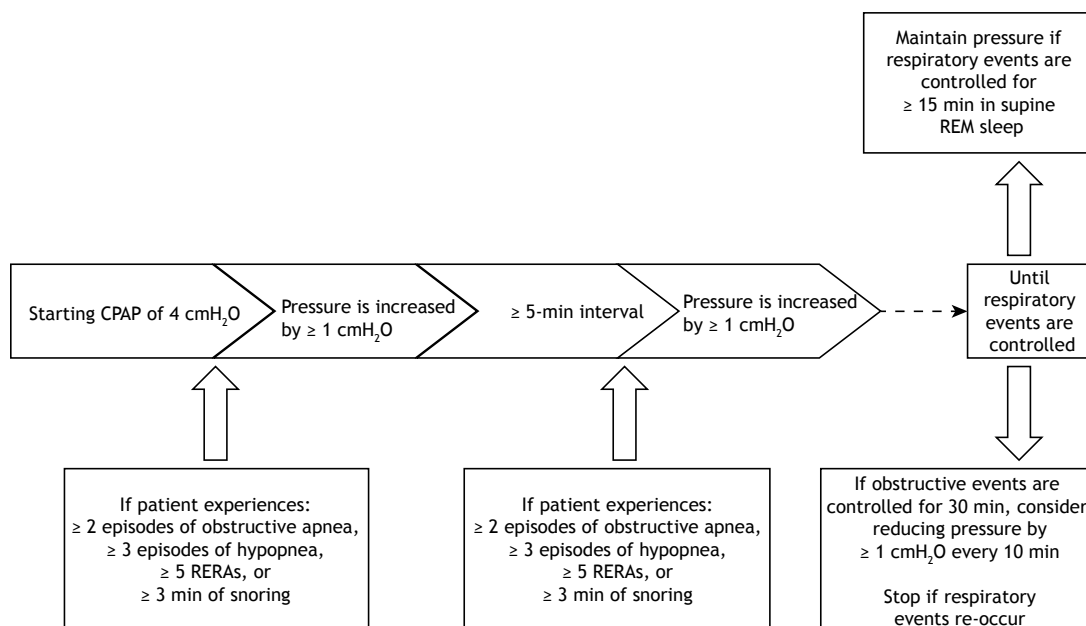 Maintain pressure if
respiratory events are
controlled for
≥ 15 min in supine
REM sleep
Starting CPAP of 4 cmH₂O
Pressure is increased
by ≥ 1 cmH₂O
≥ 5-min interval
Pressure is increased
by ≥ 1 cmH₂O
Until
respiratory
events are
controlled
If patient experiences:
≥ 2 episodes of obstructive apnea,
≥ 3 episodes of hypopnea,
≥ 5 RERAs, or
≥ 3 min of snoring
If patient experiences:
≥ 2 episodes of obstructive apnea,
≥ 3 episodes of hypopnea,
≥ 5 RERAs, or
≥ 3 min of snoring
If obstructive events are
controlled for 30 min, consider
reducing pressure by
≥ 1 cmH₂O every 10 min
Stop if respiratory
events re-occur